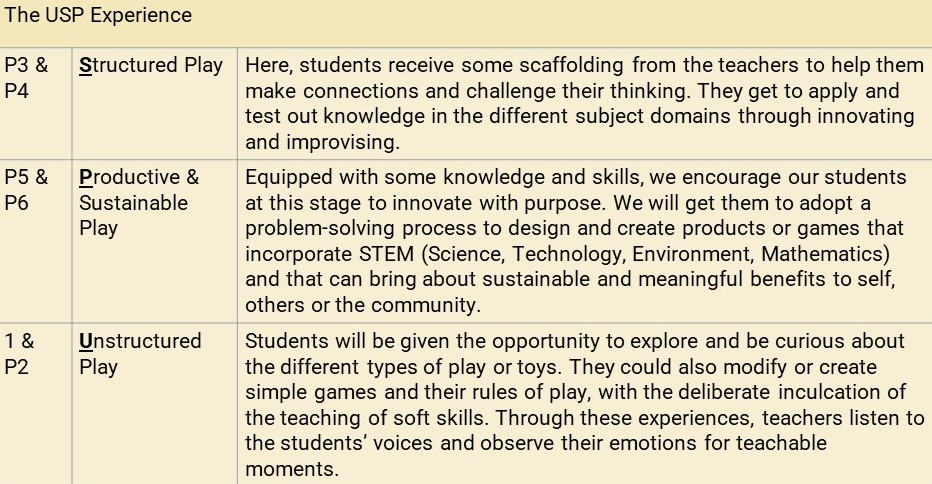 The USP Experience
P3 &
P4
Structured Play
Here, students receive some scaffolding from the teachers to help them
make connections and challenge their thinking. They get to apply and
test out knowledge in the different subject domains through innovating
and improvising.
P5 &
P6
Productive &
Sustainable
Play
Equipped with some knowledge and skills, we encourage our students
at this stage to innovate with purpose. We will get them to adopt a
problem-solving process to design and create products or games that
incorporate STEM (Science, Technology, Environment, Mathematics)
and that can bring about sustainable and meaningful benefits to self,
others or the community.
1 &
P2
Unstructured
Play
Students will be given the opportunity to explore and be curious about
the different types of play or toys. They could also modify or create
simple games and their rules of play, with the deliberate inculcation of
the teaching of soft skills. Through these experiences, teachers listen to
the students’ voices and observe their emotions for teachable
moments.